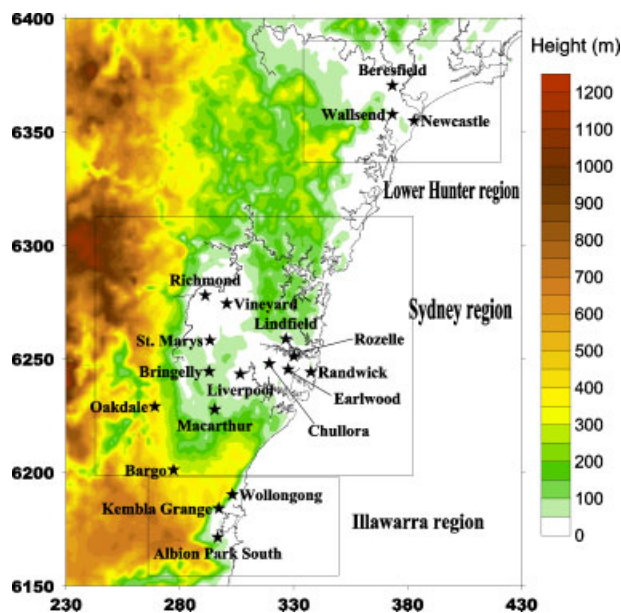 6400
Height (m)
Beresfield
1200
6350
Wallsend
Newcastle
1100
1000
Lower Hunter region
900
6300
800
Richmond
700
Vineyard
Sydney region
Lindfield
600
St. Marys
Rozelle
6250
500
Bringelly
Randwick
Liverpool
Earlwood
400
Oakdale
Macarthur
Chullora
300
Bargo
200
6200
Wollongong
100
Kembla Grange
Illawarra region
0
Albion Park South
6150
230 280 330 380 430